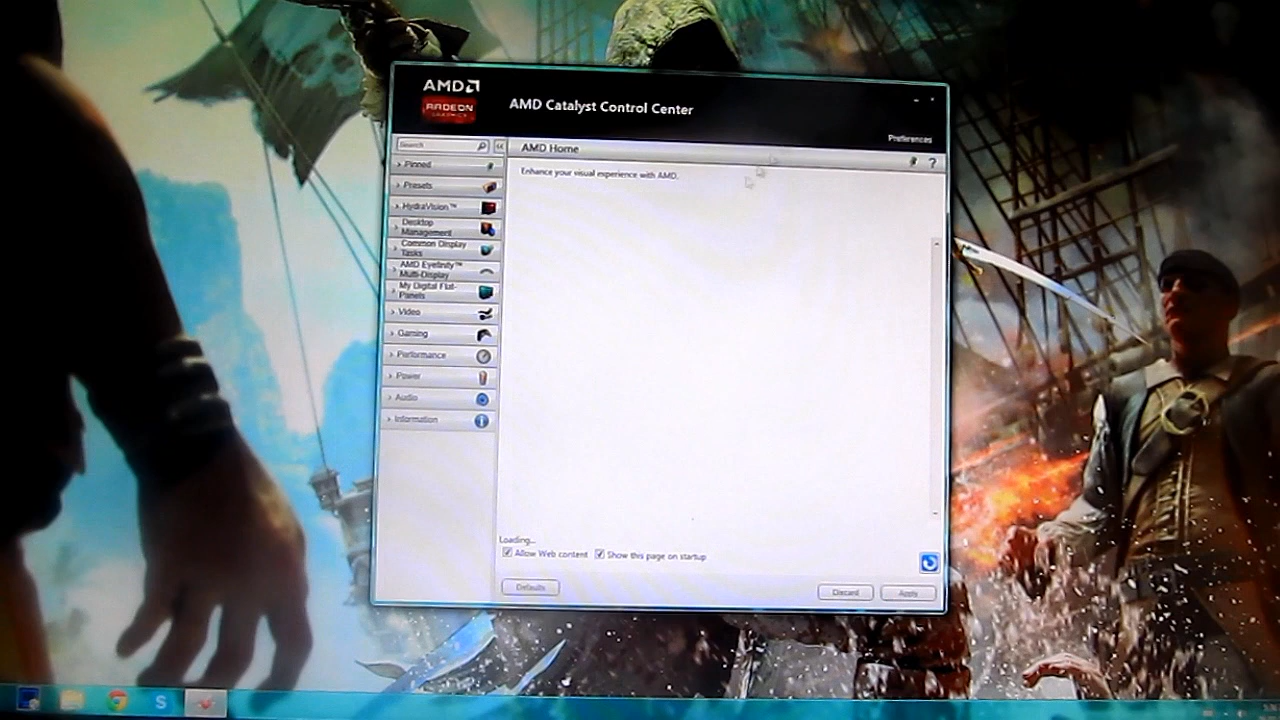 AMD
RADEON
GRAPHICS
AMD Catalyst Control Center
Preferences
Search
AMD Home
?
Pinned
Enhance your visual experience with AMD.
Presets
HydraVision™
Desktop
Management
Common Display
Tasks
AMD Eyefinity™
Multi-Display
My Digital Flat-
Panels
Video
Gaming
Performance
Power
Audio
Information
Loading...
Allow Web content
Show this page on startup
Defaults
Discard
Apply
S